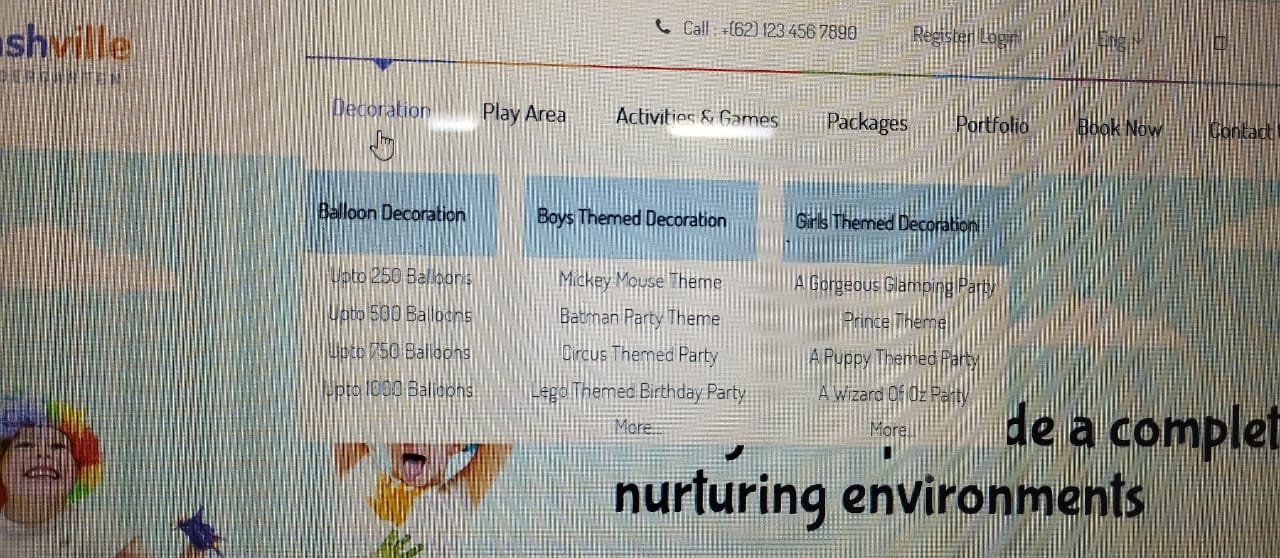 shville
Call : +(62) 123 456 7890
Register Login
Eng
Decoration
Play Area
Activities & Games
Packages
Portfolio
Book Now
Contact
Balloon Decoration
Upto 250 Balloons
Upto 500 Balloons
Upto 750 Balloons
Upto 1000 Balloons
Boys Themed Decoration
Mickey Mouse Theme
Batman Party Theme
Circus Themed Party
Lego Themed Birthday Party
More...
Girls Themed Decoration
A Gorgeous Glamping Party
Prince Theme
A Puppy Themed Party
A Wizard Of Oz Party
More...
de a complet
nurturing environments